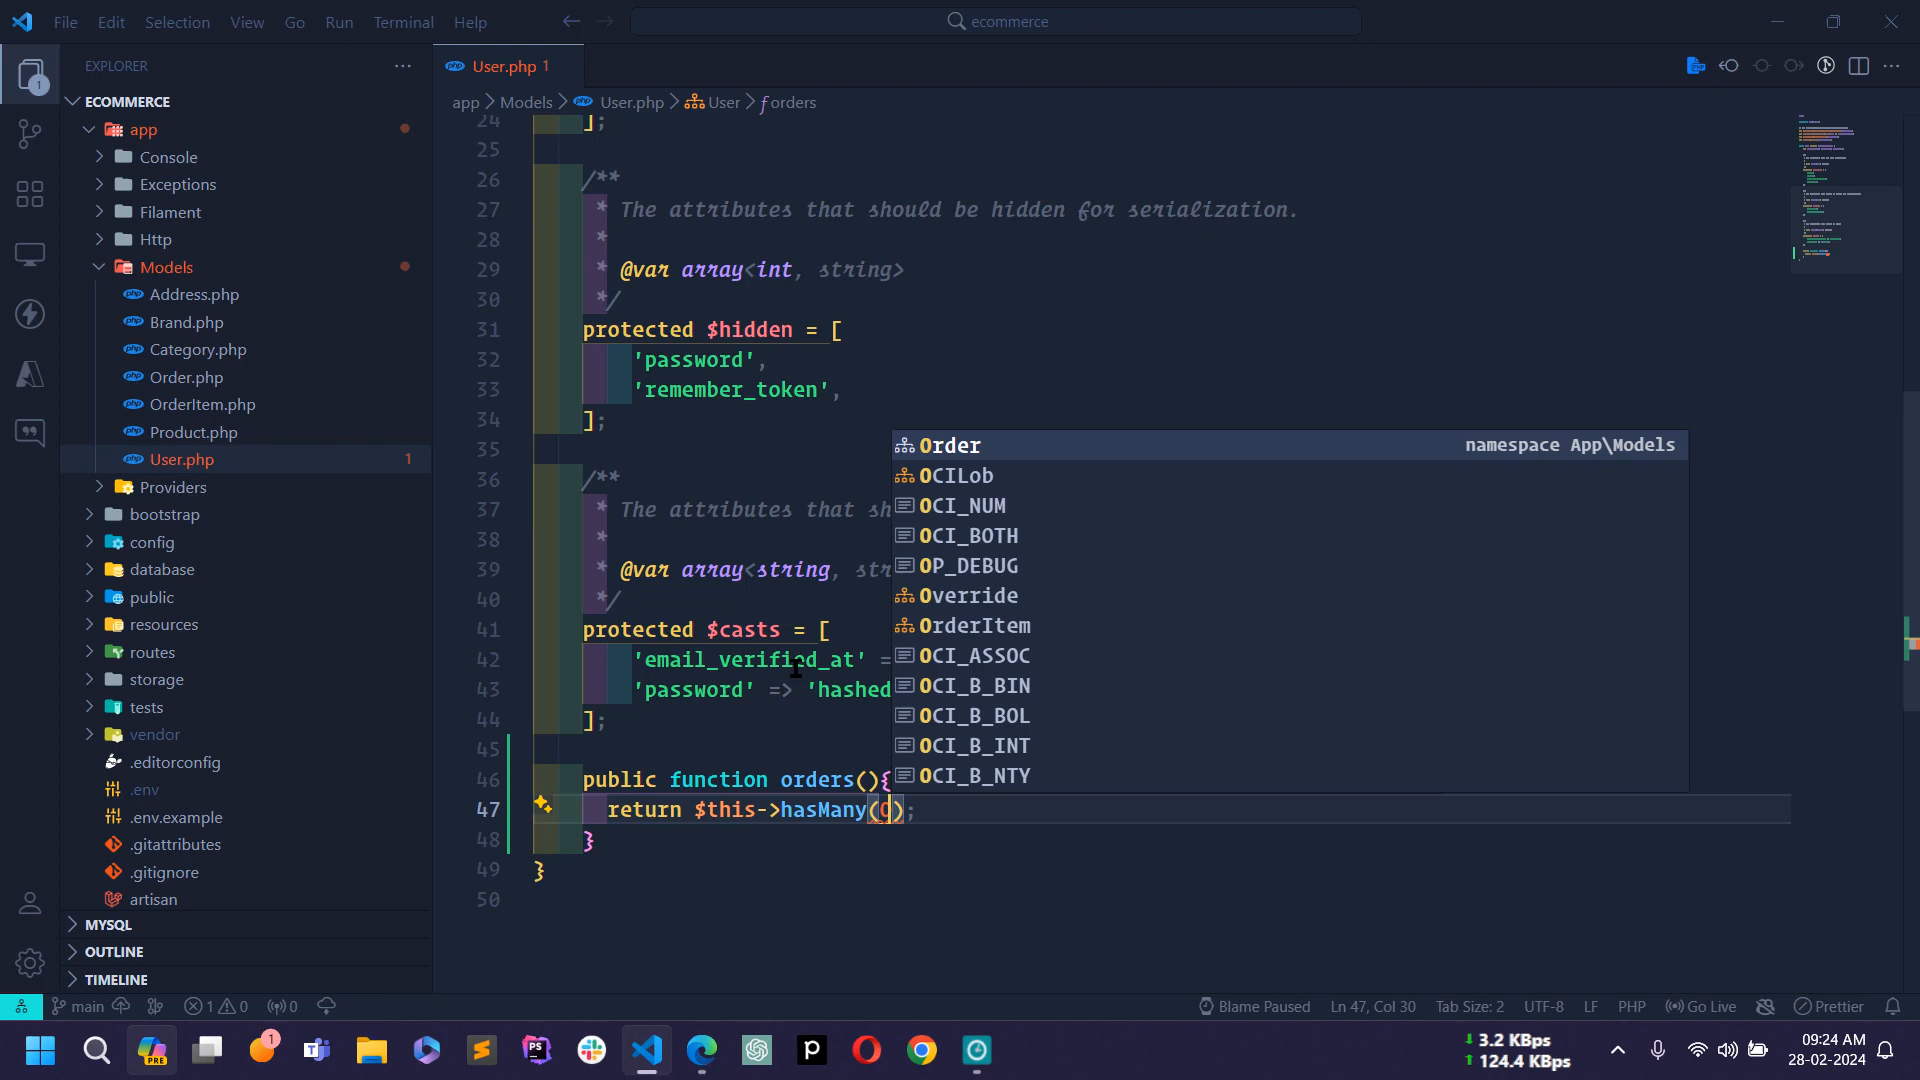 File Edit Selection View Go Run Terminal Help
ecommerce
EXPLORER
User.php 1
app > Models > User.php > User > orders
ECOMMERCE
app
Console
Exceptions
Filament
Http
Models
Address.php
Brand.php
Category.php
Order.php
OrderItem.php
Product.php
User.php 1
Providers
bootstrap
config
database
public
resources
routes
storage
tests
vendor
.editorconfig
.env
.env.example
.gitattributes
.gitignore
artisan
MYSQL
OUTLINE
TIMELINE
24 ];
25
26 /**
27 * The attributes that should be hidden for serialization.
28 *
29 * @var array<int, string>
30 */
31 protected $hidden = [
32 'password',
33 'remember_token',
34 ];
35
36 /**
37 * The attributes that sh
38 *
39 * @var array<string, str
40 */
41 protected $casts = [
42 'email_verified_at' =
43 'password' => 'hashed
44 ];
45
46 public function orders(){
47 return $this->hasMany(O);
48 }
49 }
50
Order namespace App\Models
OCILob
OCI_NUM
OCI_BOTH
OP_DEBUG
Override
OrderItem
OCI_ASSOC
OCI_B_BIN
OCI_B_BOL
OCI_B_INT
OCI_B_NTY
main 1 0 0 Blame Paused Ln 47, Col 30 Tab Size: 2 UTF-8 LF PHP Go Live Prettier
PRE 1 PS P
3.2 KBps
124.4 KBps
09:24 AM
28-02-2024